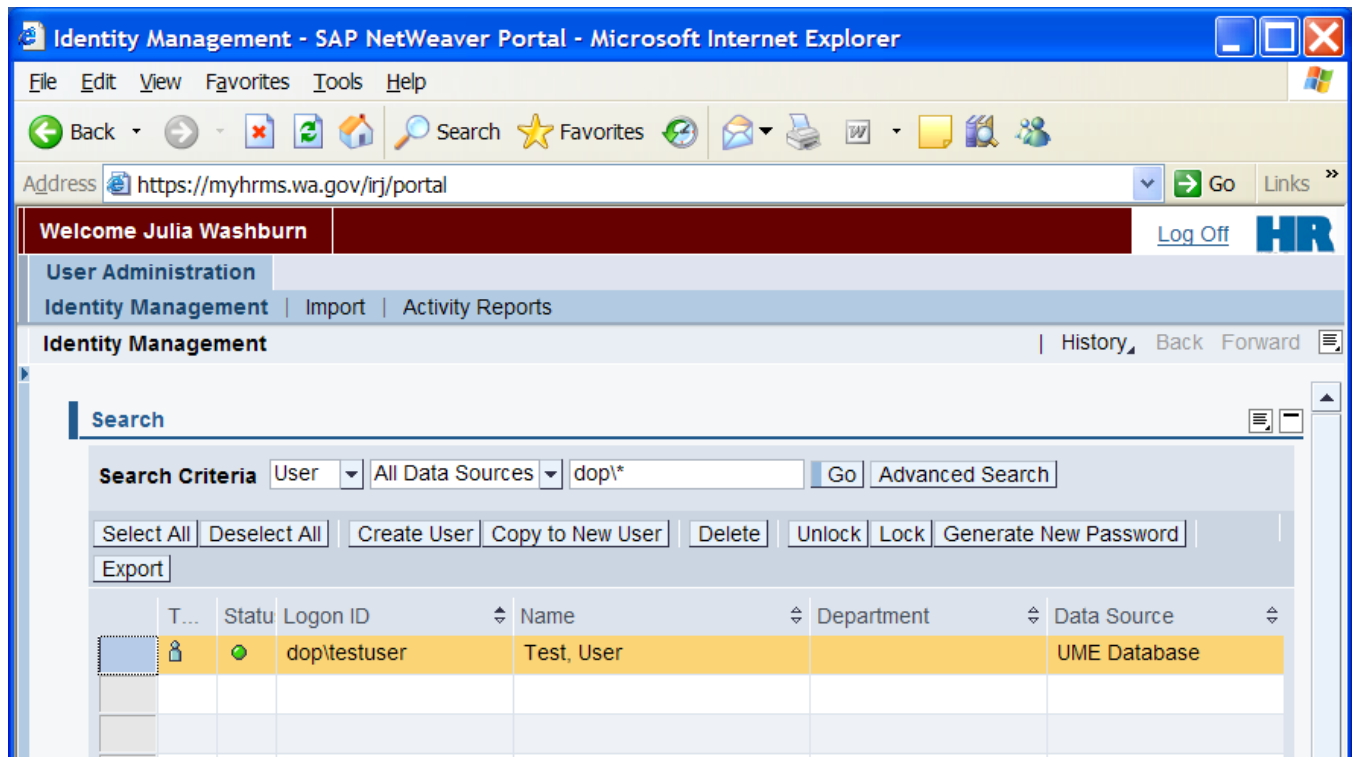 Identity Management - SAP NetWeaver Portal - Microsoft Internet Explorer
File Edit View Favorites Tools Help
Back Search Favorites
Address https://myhrms.wa.gov/irj/portal Go Links »
Welcome Julia Washburn Log Off HR
User Administration
Identity Management | Import | Activity Reports
Identity Management | History Back Forward
Search
Search Criteria User All Data Sources dop\* Go Advanced Search
Select All Deselect All Create User Copy to New User Delete Unlock Lock Generate New Password
Export
T... Statu Logon ID Name Department Data Source
dop\testuser Test, User UME Database